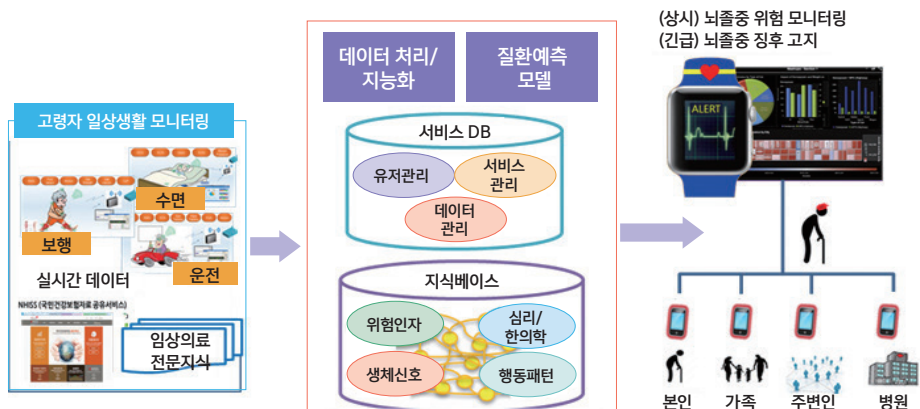 고령자 일상생활 모니터링
수면
보행
운전
실시간 데이터
NHISS (국민건강보험자료 공유서비스)
임상의료
전문지식
데이터 처리/
지능화
질환예측
모델
서비스 DB
유저관리
서비스
관리
데이터
관리
지식베이스
위험인자
심리/
한의학
생체신호
행동패턴
(상시) 뇌졸중 위험 모니터링
(긴급) 뇌졸중 징후 고지
ALERT
본인
가족
주변인
병원